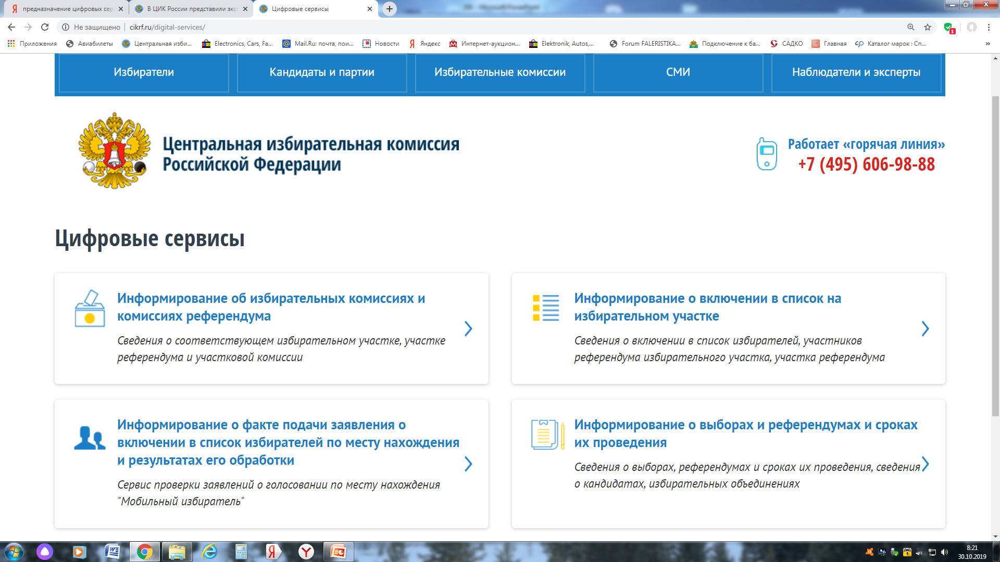 предназначение цифровых сер
В ЦИК России представили экс
Цифровые сервисы
Не защищено
cikrf.ru/digital-services/
1
Приложения
Авиабилеты
Центральная изби...
Electronics, Cars, Fa...
Mail.Ru: почта, пои...
Новости
Яндекс
Интернет-аукцион...
Elektronik, Autos,...
Forum FALERISTIKA...
Подключение к ба...
САДКО
Главная
Каталог марок : Сп...
»
Избиратели
Кандидаты и партии
Избирательные комиссии
СМИ
Наблюдатели и эксперты
Центральная избирательная комиссия
Российской Федерации
Работает «горячая линия»
+7 (495) 606-98-88
Цифровые сервисы
Информирование об избирательных комиссиях и
комиссиях референдума
Сведения о соответствующем избирательном участке, участке
референдума и участковой комиссии
Информирование о включении в список на
избирательном участке
Сведения о включении в список избирателей, участников
референдума избирательного участка, участка референдума
Информирование о факте подачи заявления о
включении в список избирателей по месту нахождения
и результатах его обработки
Сервис проверки заявлений о голосовании по месту нахождения
"Мобильный избиратель"
Информирование о выборах и референдумах и сроках
их проведения
Сведения о выборах, референдумах и сроках их проведения, сведения
о кандидатах, избирательных объединениях
8:21
30.10.2019